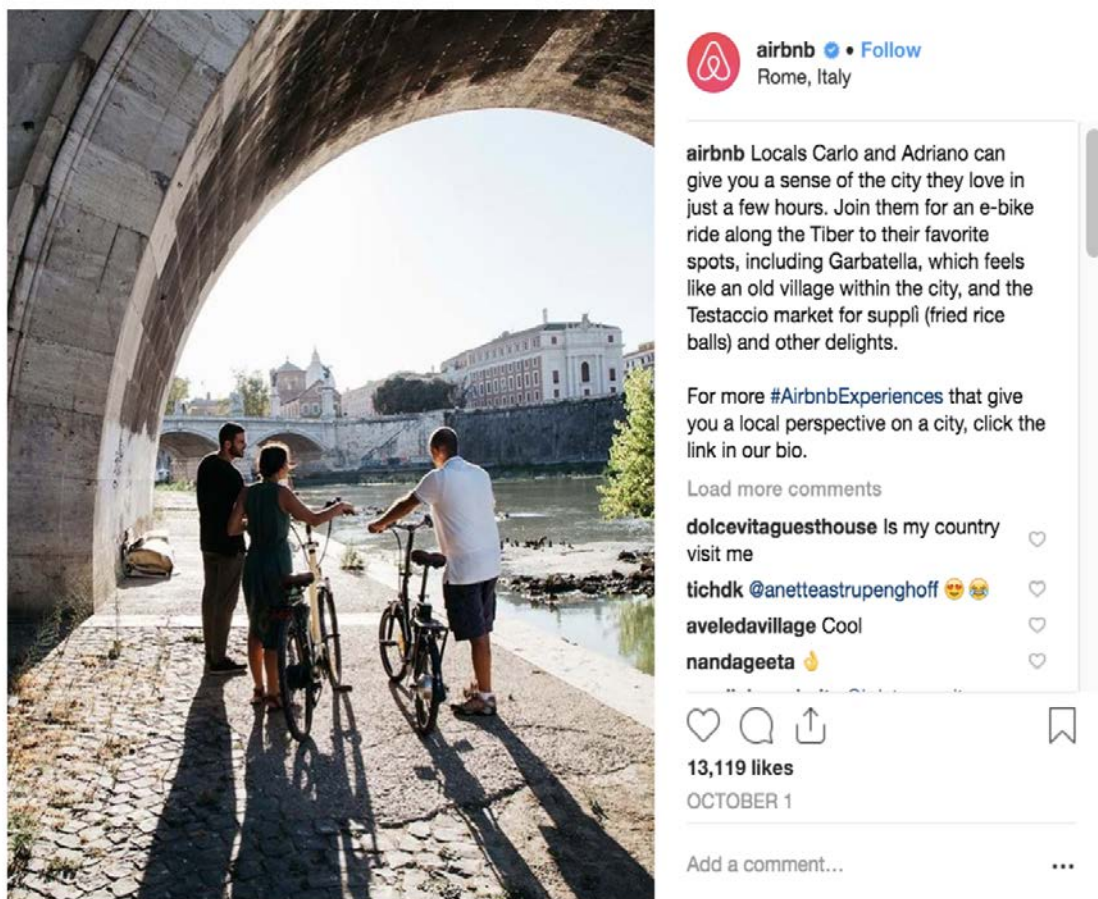 airbnb • Follow
Rome, Italy
airbnb Locals Carlo and Adriano can
give you a sense of the city they love in
just a few hours. Join them for an e-bike
ride along the Tiber to their favorite
spots, including Garbatella, which feels
like an old village within the city, and the
Testaccio market for supplì (fried rice
balls) and other delights.
For more #AirbnbExperiences that give
you a local perspective on a city, click the
link in our bio.
Load more comments
dolcevitaguesthouse Is my country
visit me
tichdk @anetteastrupenghoff 😍😂
aveledavillage Cool
nandageeta 👌
13,119 likes
OCTOBER 1
Add a comment...